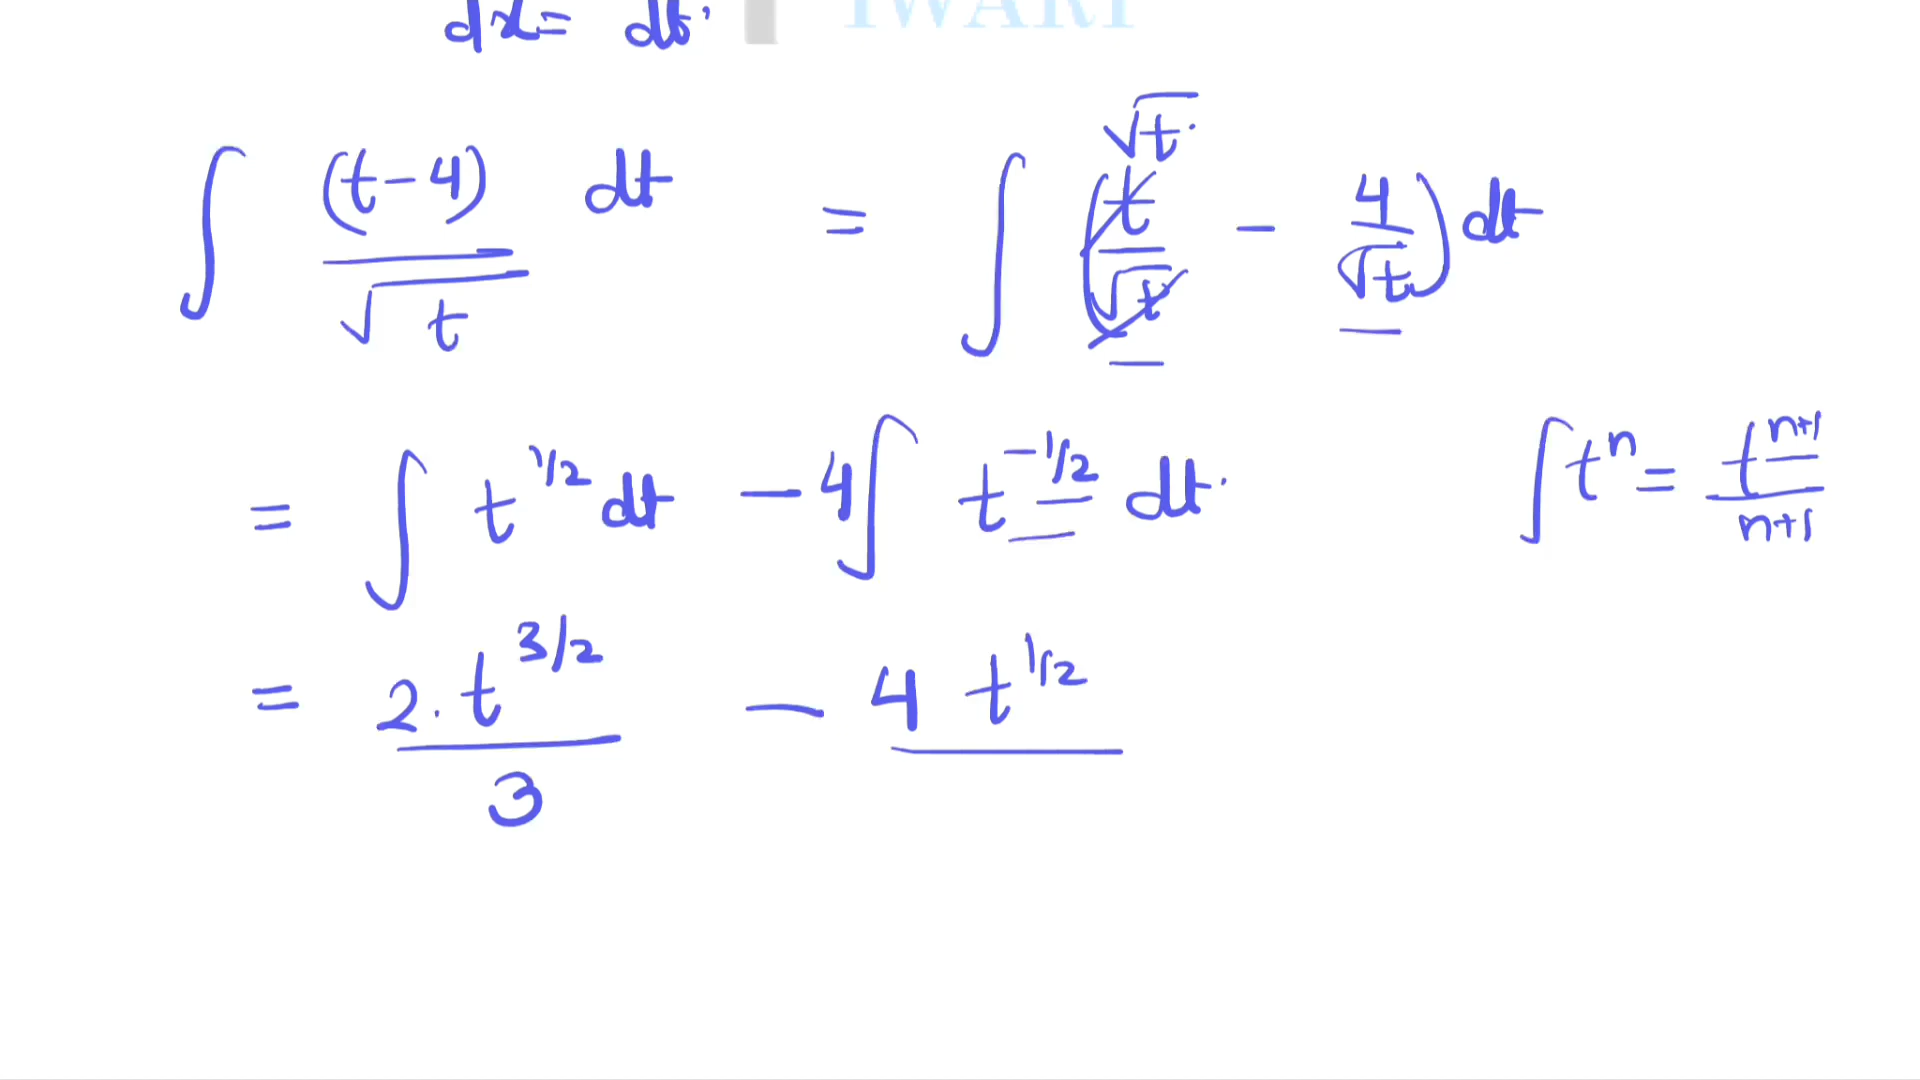 dx = dt.
IWARI
∫ (t-4)/√t dt = ∫ (t/√t - 4/√t) dt
√t.
= ∫ t^1/2 dt - 4 ∫ t^-1/2 dt.
∫ t^n = t^n+1/n+1
= 2. t^3/2 / 3 - 4 t^1/2